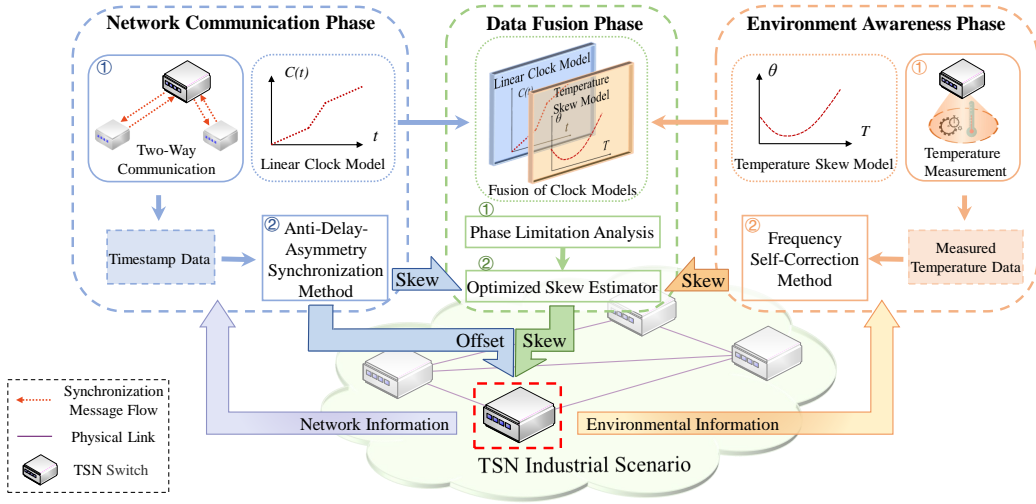 Network Communication Phase
①
Two-Way
Communication
C(t)
t
Linear Clock Model
Timestamp Data
②
Anti-Delay-
Asymmetry
Synchronization
Method
Data Fusion Phase
Linear Clock Model
C(t)
t
Temperature
Skew Model
θ
T
Fusion of Clock Models
①
Phase Limitation Analysis
②
Optimized Skew Estimator
Environment Awareness Phase
θ
T
Temperature Skew Model
①
Temperature
Measurement
②
Frequency
Self-Correction
Method
Measured
Temperature Data
Skew
Skew
Offset
Skew
Network Information
Environmental Information
TSN Industrial Scenario
Synchronization
Message Flow
Physical Link
TSN Switch